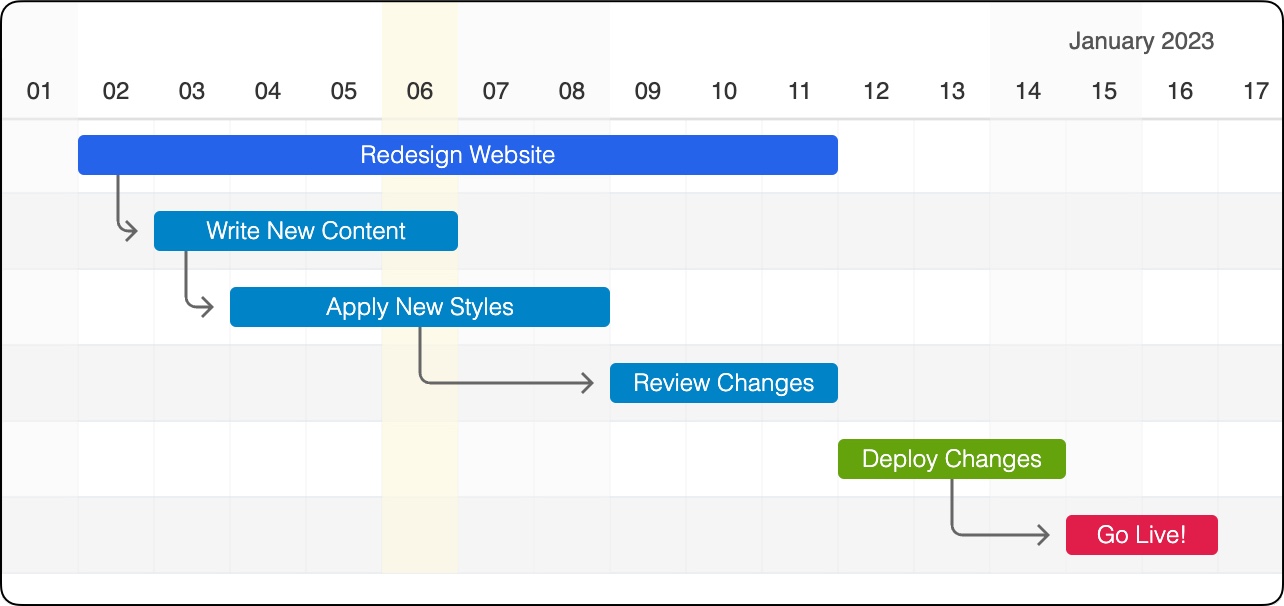 January 2023
01 02 03 04 05 06 07 08 09 10 11 12 13 14 15 16 17
Redesign Website
Write New Content
Apply New Styles
Review Changes
Deploy Changes
Go Live!